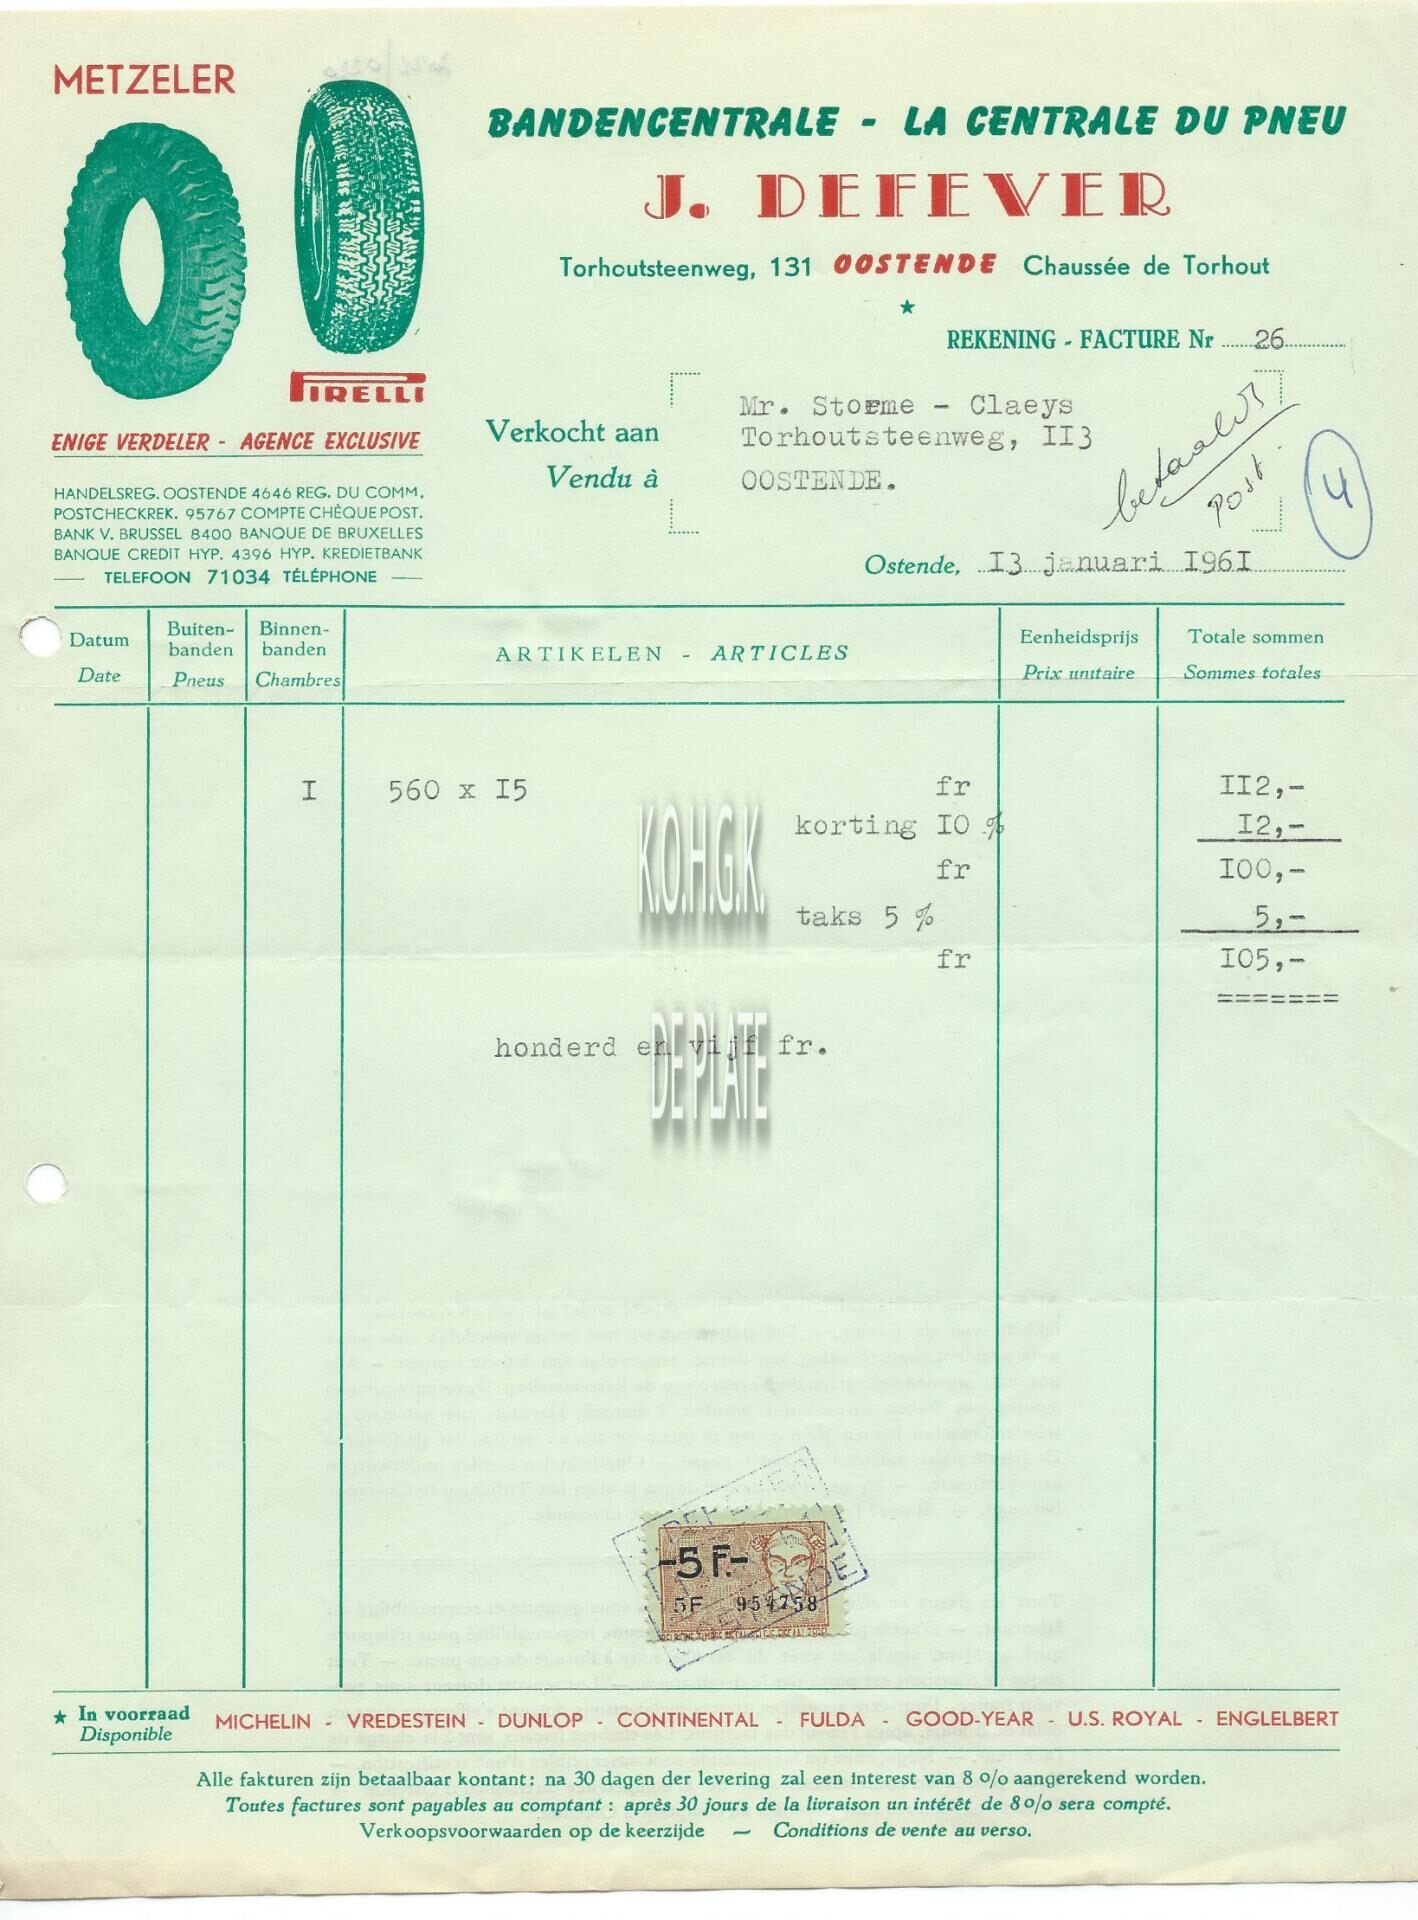 METZELER
BANDENCENTRALE - LA CENTRALE DU PNEU
J. DEFEVER
Torhoutsteenweg, 131 OOSTENDE Chaussée de Torhout
★
REKENING - FACTURE Nr 26
PIRELLI
ENIGE VERDELER - AGENCE EXCLUSIVE
HANDELSREG. OOSTENDE 4646 REG. DU COMM.
POSTCHECKREK. 95767 COMPTE CHÈQUE POST.
BANK V. BRUSSEL 8400 BANQUE DE BRUXELLES
BANQUE CREDIT HYP. 4396 HYP. KREDIETBANK
— TELEFOON 71034 TÉLÉPHONE —
Verkocht aan
Vendu à
Mr. Storme - Claeys
Torhoutsteenweg, II3
OOSTENDE.
betaald
post.
4
Ostende, I3 januari I96I
Datum
Date
Buiten-
banden
Pneus
Binnen-
banden
Chambres
ARTIKELEN - ARTICLES
Eenheidsprijs
Prix unitaire
Totale sommen
Sommes totales
I 560 x I5 fr II2,-
korting IO % I2,-
fr IOO,-
taks 5 % 5,-
fr IO5,-
=======
honderd en vijf fr.
K.O.H.G.K.
DE PLATE
-5 F.-
5F 954758
OOSTENDE
★ In voorraad
Disponible
MICHELIN - VREDESTEIN - DUNLOP - CONTINENTAL - FULDA - GOOD-YEAR - U.S. ROYAL - ENGLELBERT
Alle fakturen zijn betaalbaar kontant: na 30 dagen der levering zal een interest van 8 o/o aangerekend worden.
Toutes factures sont payables au comptant : après 30 jours de la livraison un intérêt de 8 o/o sera compté.
Verkoopsvoorwaarden op de keerzijde — Conditions de vente au verso.